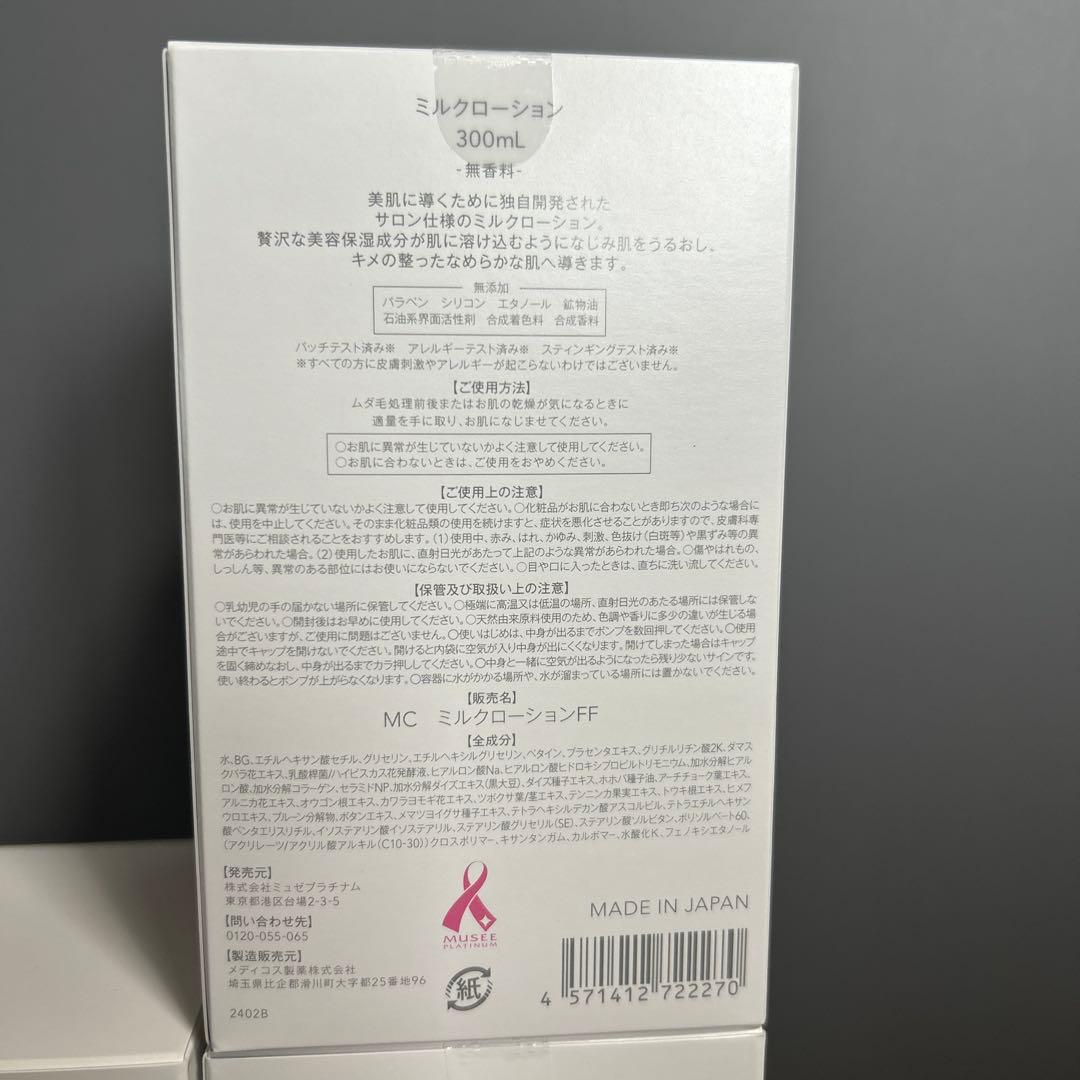 ミルクローション
300mL
-無香料-
美肌に導くために独自開発された
サロン仕様のミルクローション。
贅沢な美容保湿成分が肌に溶け込むようになじみ肌をうるおし、
キメの整ったなめらかな肌へ導きます。
無添加
パラベン シリコン エタノール 鉱物油
石油系界面活性剤 合成着色料 合成香料
パッチテスト済み※ アレルギーテスト済み※ スティンギングテスト済み※
※すべての方に皮膚刺激やアレルギーが起こらないわけではございません。
【ご使用方法】
ムダ毛処理前後またはお肌の乾燥が気になるときに
適量を手に取り、お肌になじませてください。
○お肌に異常が生じていないかよく注意して使用してください。
○お肌に合わないときは、ご使用をおやめください。
【ご使用上の注意】
○お肌に異常が生じていないかよく注意して使用してください。○化粧品がお肌に合わないとき即ち次のような場合に
は、使用を中止してください。そのまま化粧品類の使用を続けますと、症状を悪化させることがありますので、皮膚科専
門医等にご相談されることをおすすめします。(1)使用中、赤み、はれ、かゆみ、刺激、色抜け(白斑等)や黒ずみ等の異
常があらわれた場合。(2)使用したお肌に、直射日光があたって上記のような異常があらわれた場合。○傷やはれもの、
しっしん等、異常のある部位にはお使いにならないでください。○目や口に入ったときは、直ちに洗い流してください。
【保管及び取扱い上の注意】
○乳幼児の手の届かない場所に保管してください。○極端に高温又は低温の場所、直射日光のあたる場所には保管しな
いでください。○開封後はお早めに使用してください。○天然由来原料使用のため、色調や香りに多少の違いが生じる場
合がございますが、ご使用に問題はございません。○使いはじめは、中身が出るまでポンプを数回押してください。○使用
途中でキャップを開けないでください。開けると内袋に空気が入り中身が出にくくなります。開けてしまった場合はキャップ
を固く締めなおし、中身が出るまでカラ押ししてください。○中身と一緒に空気が出るようになったら残り少ないサインです。
使い終わるとポンプが上がらなくなります。○容器に水がかかる場所や、水が溜まっている場所には置かないでください。
【販売名】
MC ミルクローションFF
【全成分】
水、BG、エチルヘキサン酸セチル、グリセリン、エチルヘキシルグリセリン、ベタイン、プラセンタエキス、グリチルリチン酸2K、ダマス
クバラ花エキス、乳酸桿菌/ハイビスカス花発酵液、ヒアルロン酸Na、ヒアルロン酸ヒドロキシプロピルトリモニウム、加水分解ヒアル
ロン酸、加水分解コラーゲン、セラミドNP、加水分解ダイズエキス(黒大豆)、ダイズ種子エキス、ホホバ種子油、アーチチョーク葉エキス、
アルニカ花エキス、オウゴン根エキス、カワラヨモギ花エキス、ツボクサ葉/茎エキス、テンニンカ果実エキス、トウキ根エキス、ヒメフ
ウロエキス、プルーン分解物、ボタンエキス、メマツヨイグサ種子エキス、テトラヘキシルデカン酸アスコルビル、テトラエチルヘキサン
酸ペンタエリスリチル、イソステアリン酸イソステアリル、ステアリン酸グリセリル(SE)、ステアリン酸ソルビタン、ポリソルベート60、
(アクリレーツ/アクリル酸アルキル(C10-30))クロスポリマー、キサンタンガム、カルボマー、水酸化K、フェノキシエタノール
【発売元】
株式会社ミュゼプラチナム
東京都港区台場2-3-5
【問い合わせ先】
0120-055-065
【製造販売元】
メディコス製薬株式会社
埼玉県比企郡滑川町大字都25番地96
2402B
MUSEE
PLATINUM
紙
MADE IN JAPAN
4 571412 722270